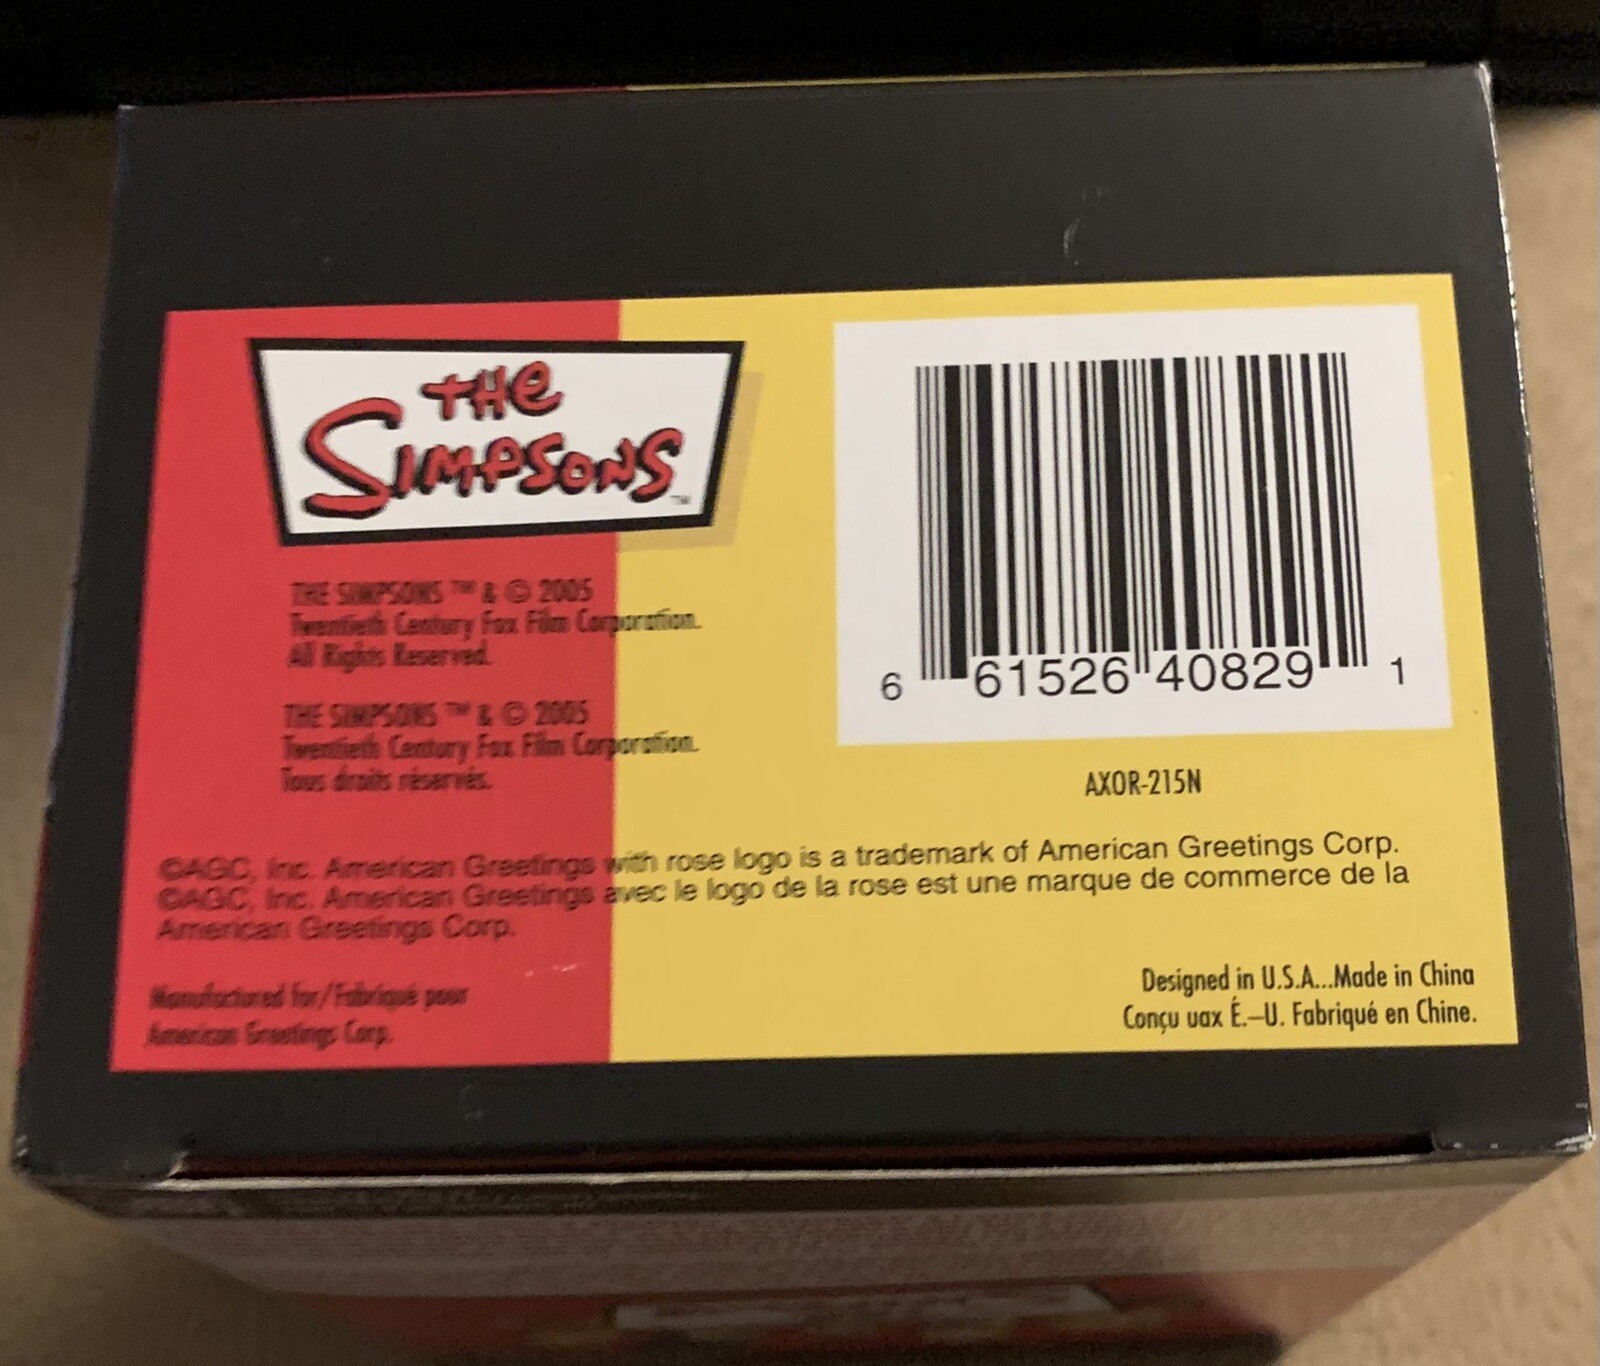 THE
SIMPSONS™
THE SIMPSONS ™ & © 2005
Twentieth Century Fox Film Corporation.
All Rights Reserved.
THE SIMPSONS ™ & © 2005
Twentieth Century Fox Film Corporation.
Tous droits réservés.
6 61526 40829 1
AXOR-215N
©AGC, Inc. American Greetings with rose logo is a trademark of American Greetings Corp.
©AGC, Inc. American Greetings avec le logo de la rose est une marque de commerce de la
American Greetings Corp.
Manufactured for/Fabriqué pour
American Greetings Corp.
Designed in U.S.A...Made in China
Conçu uax É.–U. Fabriqué en Chine.